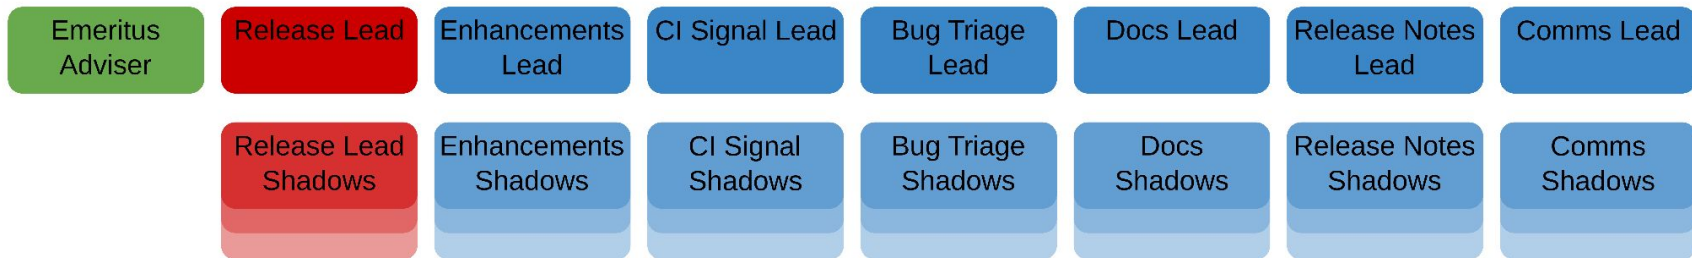 Emeritus
Adviser
Release Lead
Enhancements
Lead
CI Signal Lead
Bug Triage
Lead
Docs Lead
Release Notes
Lead
Comms Lead
Release Lead
Shadows
Enhancements
Shadows
CI Signal
Shadows
Bug Triage
Shadows
Docs
Shadows
Release Notes
Shadows
Comms
Shadows